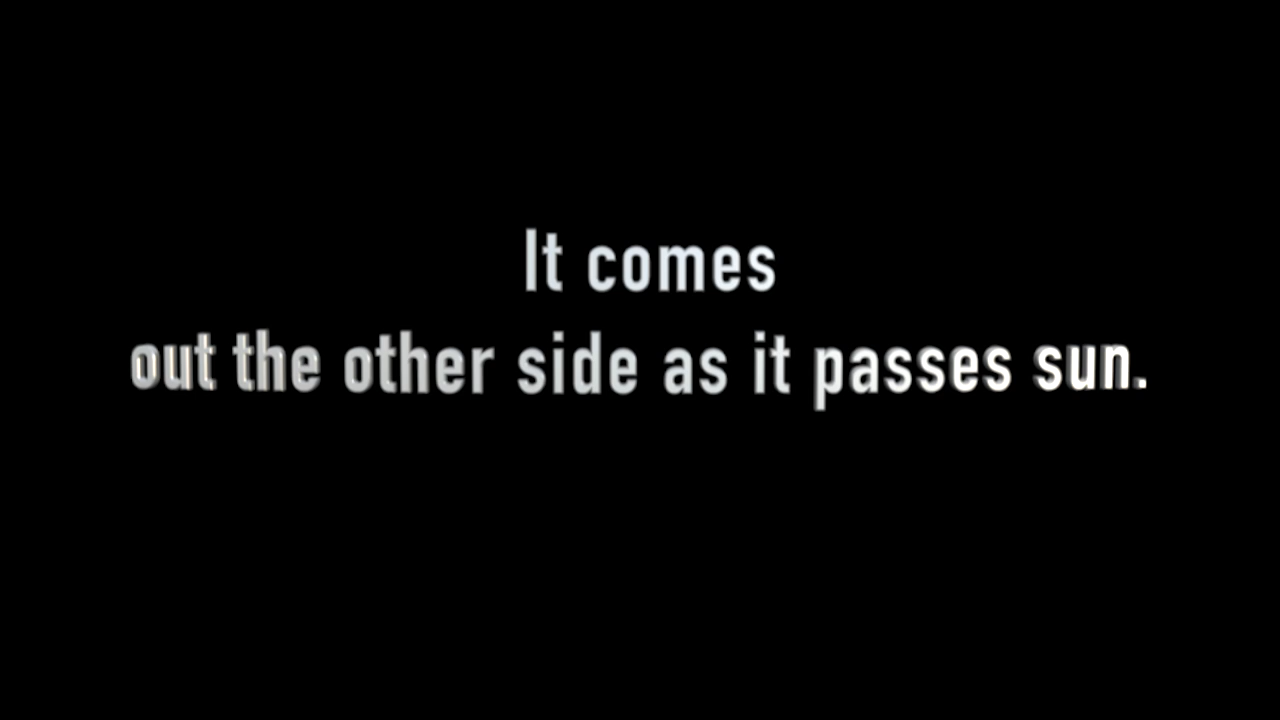 It comes
out the other side as it passes sun.